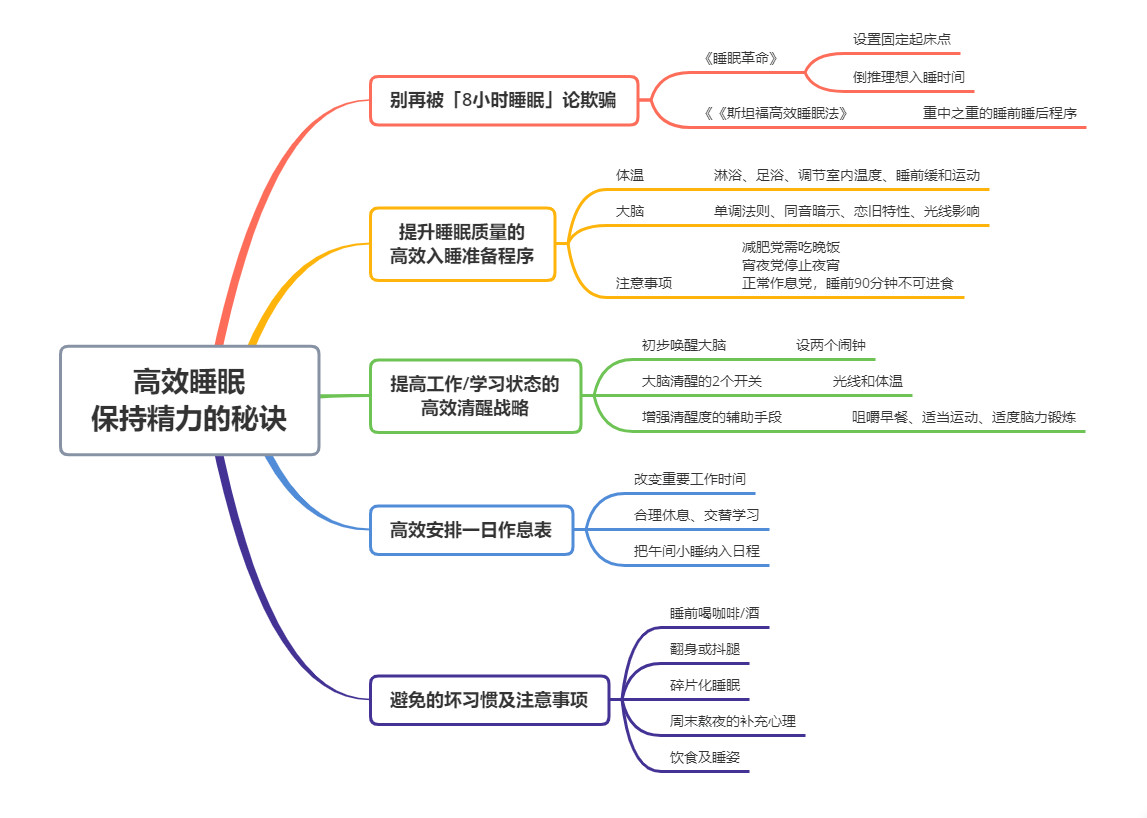 高效睡眠
保持精力的秘诀
别再被「8小时睡眠」论欺骗
《睡眠革命》
设置固定起床点
倒推理想入睡时间
《《斯坦福高效睡眠法》
重中之重的睡前睡后程序
提升睡眠质量的
高效入睡准备程序
体温
淋浴、足浴、调节室内温度、睡前缓和运动
大脑
单调法则、同音暗示、恋旧特性、光线影响
注意事项
减肥党需吃晚饭
宵夜党停止夜宵
正常作息党，睡前90分钟不可进食
提高工作/学习状态的
高效清醒战略
初步唤醒大脑
设两个闹钟
大脑清醒的2个开关
光线和体温
增强清醒度的辅助手段
咀嚼早餐、适当运动、适度脑力锻炼
高效安排一日作息表
改变重要工作时间
合理休息、交替学习
把午间小睡纳入日程
避免的坏习惯及注意事项
睡前喝咖啡/酒
翻身或抖腿
碎片化睡眠
周末熬夜的补充心理
饮食及睡姿